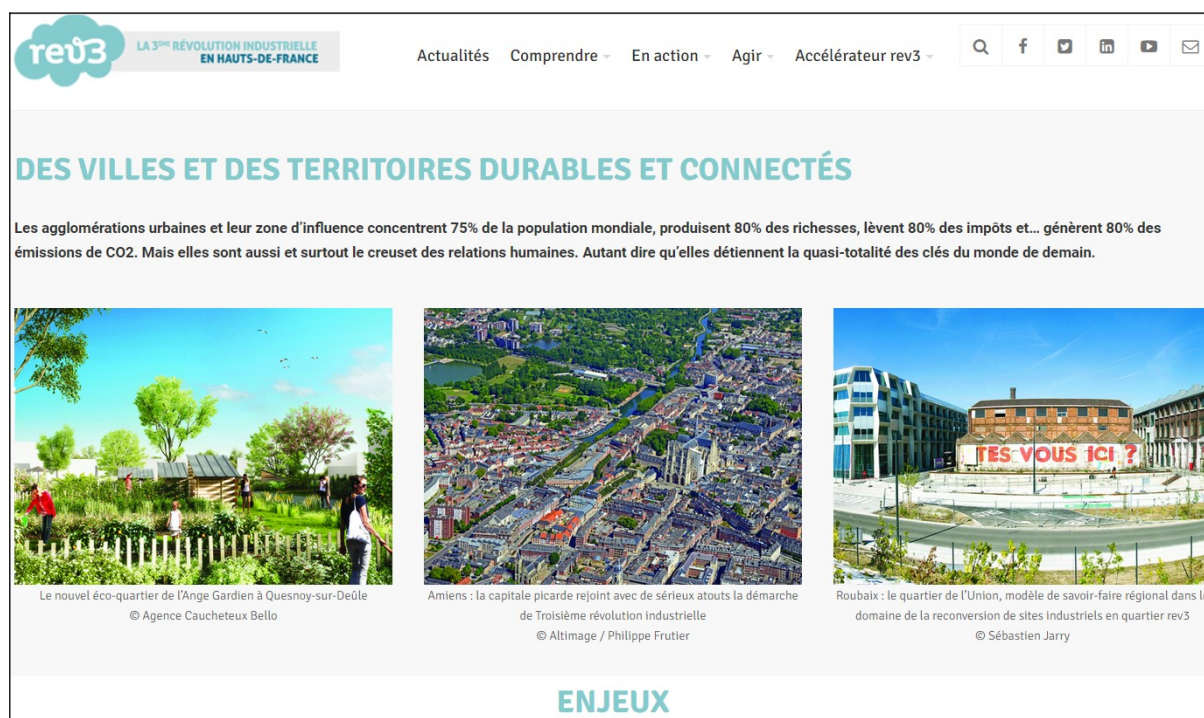 rev3
LA 3ÈME RÉVOLUTION INDUSTRIELLE
EN HAUTS-DE-FRANCE
Actualités Comprendre En action Agir Accélérateur rev3
DES VILLES ET DES TERRITOIRES DURABLES ET CONNECTÉS
Les agglomérations urbaines et leur zone d'influence concentrent 75% de la population mondiale, produisent 80% des richesses, lèvent 80% des impôts et... génèrent 80% des
émissions de CO2. Mais elles sont aussi et surtout le creuset des relations humaines. Autant dire qu'elles détiennent la quasi-totalité des clés du monde de demain.
TES VOUS ICI ?
Le nouvel éco-quartier de l'Ange Gardien à Quesnoy-sur-Deûle
© Agence Caucheteux Bello
Amiens : la capitale picarde rejoint avec de sérieux atouts la démarche
de Troisième révolution industrielle
© Altimage / Philippe Frutier
Roubaix : le quartier de l'Union, modèle de savoir-faire régional dans l
domaine de la reconversion de sites industriels en quartier rev3
© Sébastien Jarry
ENJEUX